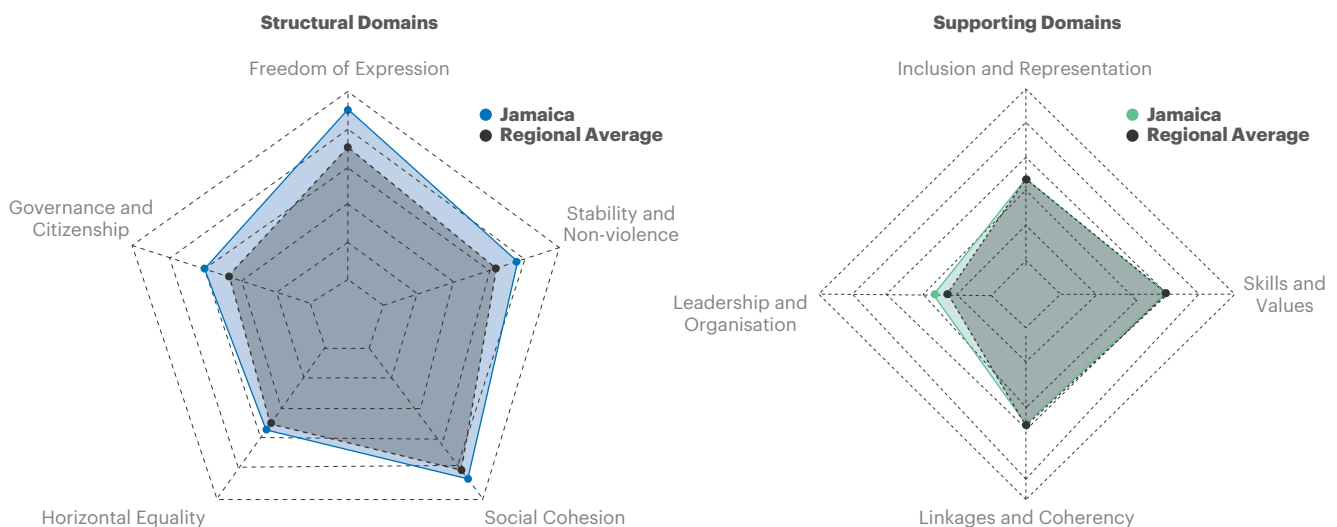 Structural Domains
Freedom of Expression
Jamaica
Regional Average
Governance and
Citizenship
Stability and
Non-violence
Horizontal Equality
Social Cohesion
Supporting Domains
Inclusion and Representation
Jamaica
Regional Average
Leadership and
Organisation
Skills and
Values
Linkages and Coherency